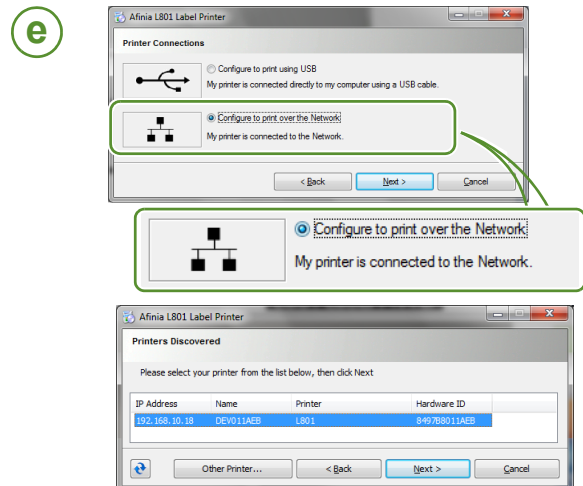 e
Afinia L801 Label Printer
Printer Connections
Configure to print using USB
My printer is connected directly to my computer using a USB cable.
Configure to print over the Network
My printer is connected to the Network.
< Back Next > Cancel
Configure to print over the Network
My printer is connected to the Network.
Afinia L801 Label Printer
Printers Discovered
Please select your printer from the list below, then click Next
IP Address Name Printer Hardware ID
192.168.10.18 DEV011AEB L801 8497B8011AEB
Other Printer... < Back Next > Cancel